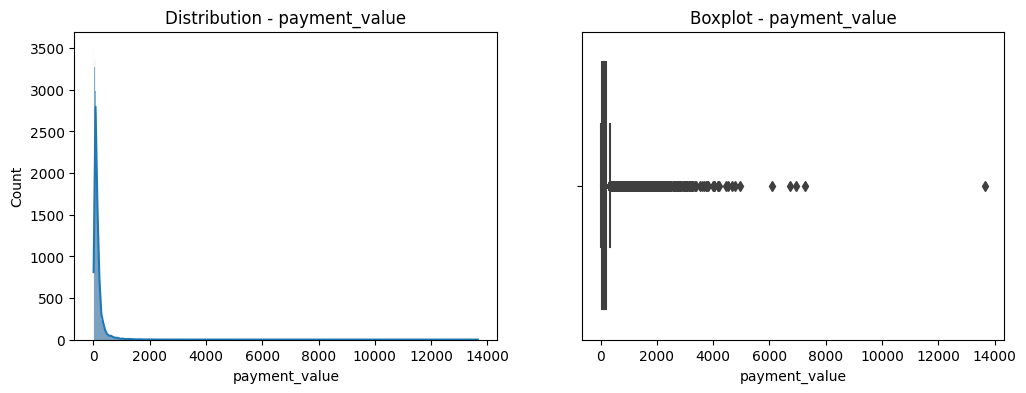 Distribution - payment_value
3500
3000
2500
2000
1500
1000
500
0
Count
0 2000 4000 6000 8000 10000 12000 14000
payment_value
Boxplot - payment_value
0 2000 4000 6000 8000 10000 12000 14000
payment_value